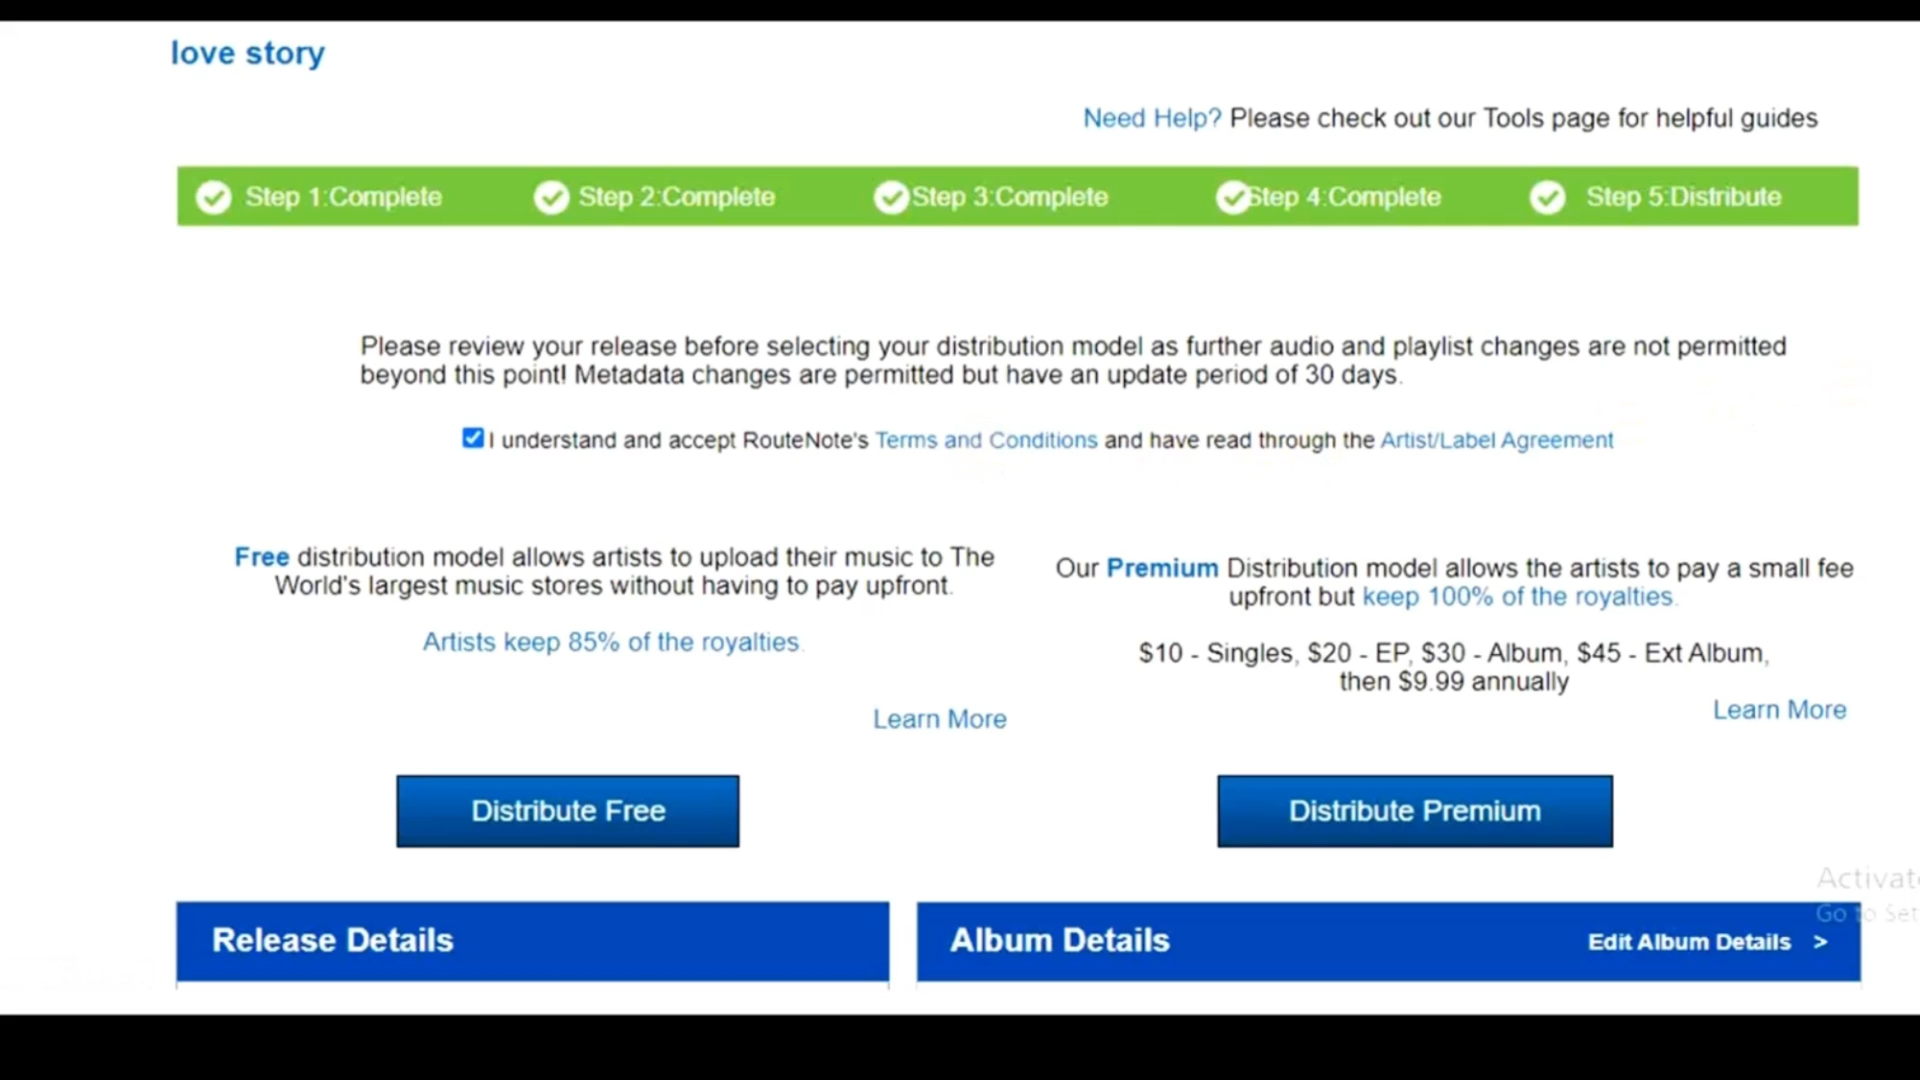 love story
Need Help? Please check out our Tools page for helpful guides
Step 1:Complete Step 2:Complete Step 3:Complete Step 4:Complete Step 5:Distribute
Please review your release before selecting your distribution model as further audio and playlist changes are not permitted
beyond this point! Metadata changes are permitted but have an update period of 30 days.
I understand and accept RouteNote's Terms and Conditions and have read through the Artist/Label Agreement
Free distribution model allows artists to upload their music to The
World's largest music stores without having to pay upfront.
Artists keep 85% of the royalties.
Learn More
Our Premium Distribution model allows the artists to pay a small fee
upfront but keep 100% of the royalties.
$10 - Singles, $20 - EP, $30 - Album, $45 - Ext Album,
then $9.99 annually
Learn More
Distribute Free
Distribute Premium
Activat
Go to Set
Release Details
Album Details
Edit Album Details >